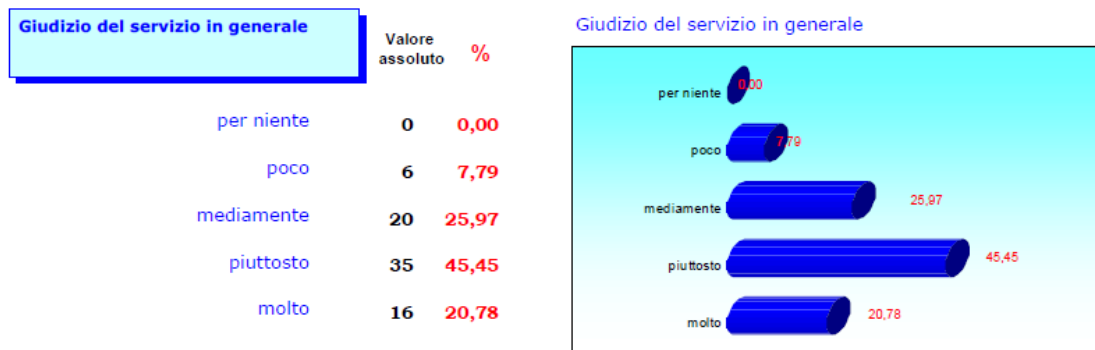 Giudizio del servizio in generale
Valore assoluto
%
per niente 0 0,00
poco 6 7,79
mediamente 20 25,97
piuttosto 35 45,45
molto 16 20,78
Giudizio del servizio in generale
per niente 0,00
poco 7,79
mediamente 25,97
piuttosto 45,45
molto 20,78